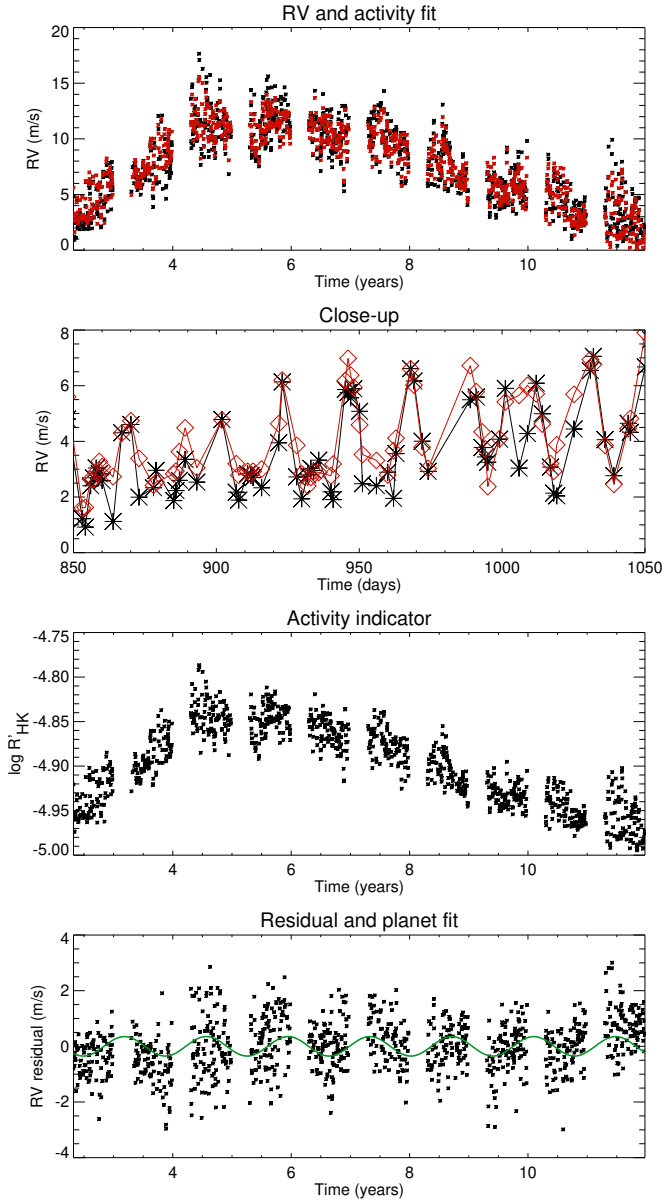 RV and activity fit
20
15
10
5
0
RV (m/s)
4 6 8 10
Time (years)
Close-up
8
6
4
2
0
RV (m/s)
850 900 950 1000 1050
Time (days)
Activity indicator
-4.75
-4.80
-4.85
-4.90
-4.95
-5.00
log R'HK
4 6 8 10
Time (years)
Residual and planet fit
4
2
0
-2
-4
RV residual (m/s)
4 6 8 10
Time (years)